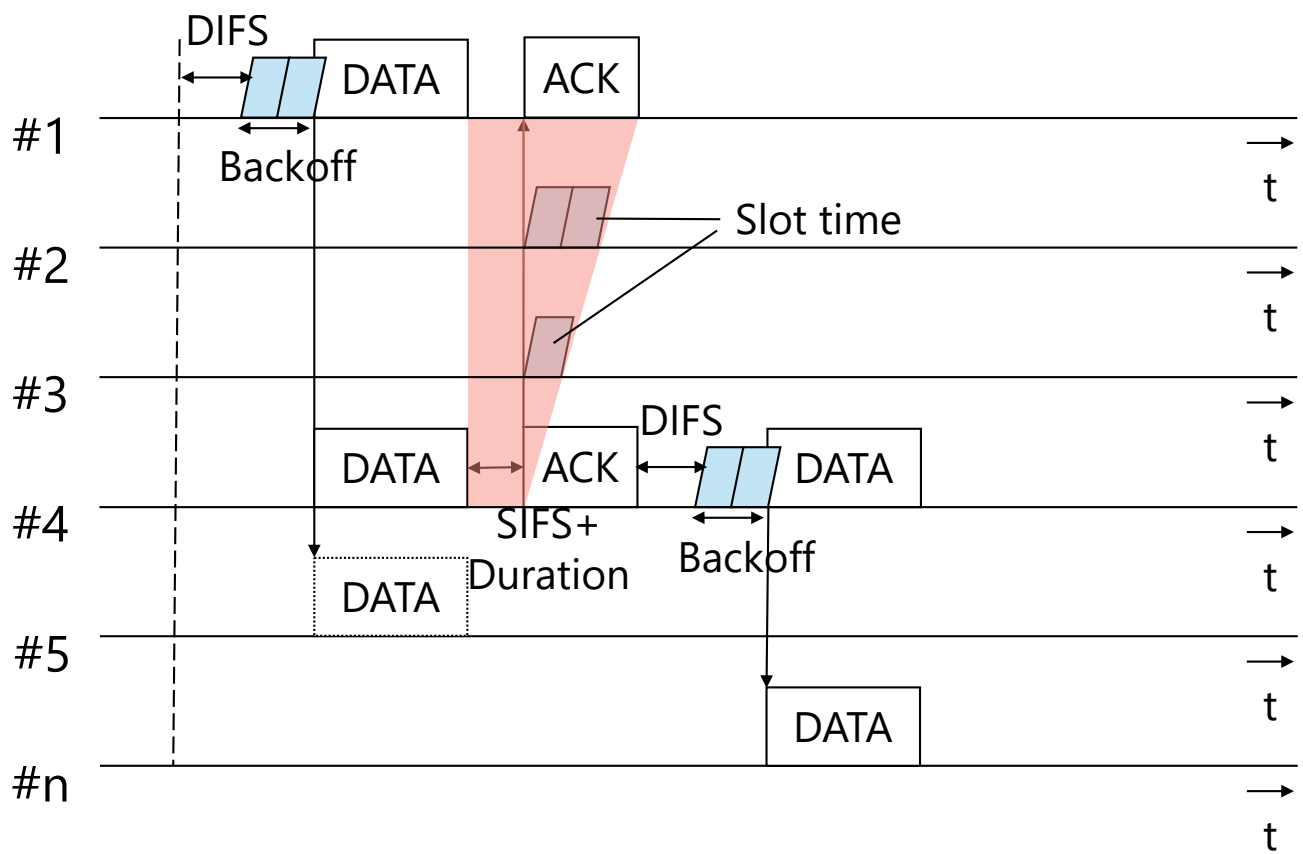 DIFS
DATA
ACK
#1
Backoff
t
Slot time
#2
t
#3
DIFS
t
DATA
ACK
DATA
#4
SIFS+
Duration
Backoff
t
DATA
#5
t
DATA
#n
t